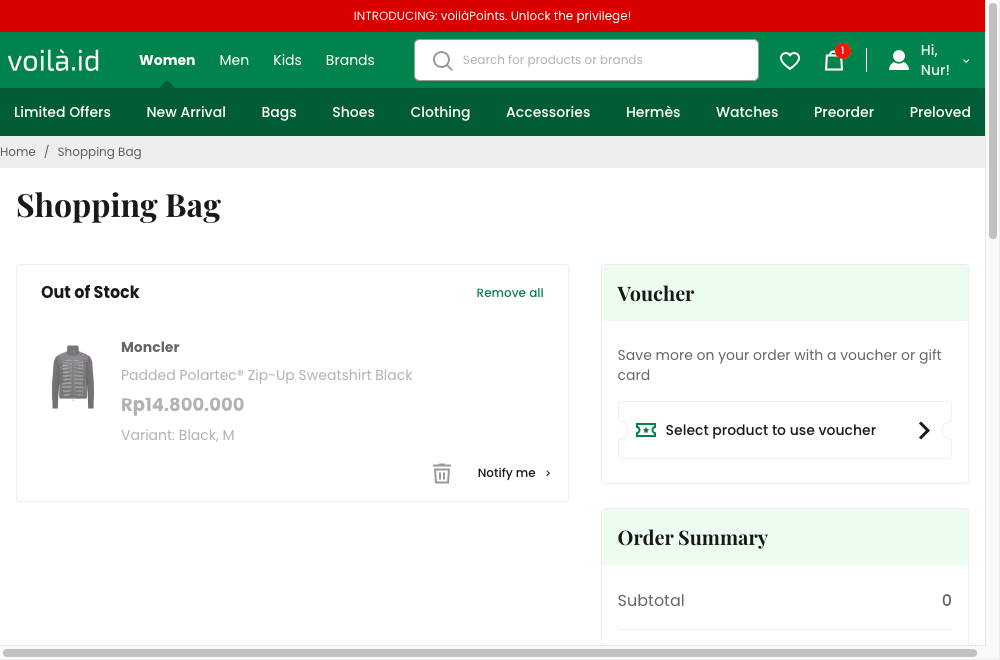 INTRODUCING: voilàPoints. Unlock the privilege!
voilà.id
Women
Men
Kids
Brands
Search for products or brands
1
Hi,
Nur!
Limited Offers
New Arrival
Bags
Shoes
Clothing
Accessories
Hermès
Watches
Preorder
Preloved
Home / Shopping Bag
Shopping Bag
Out of Stock
Remove all
Moncler
Padded Polartec® Zip-Up Sweatshirt Black
Rp14.800.000
Variant: Black, M
Notify me
Voucher
Save more on your order with a voucher or gift
card
Select product to use voucher
Order Summary
Subtotal
0